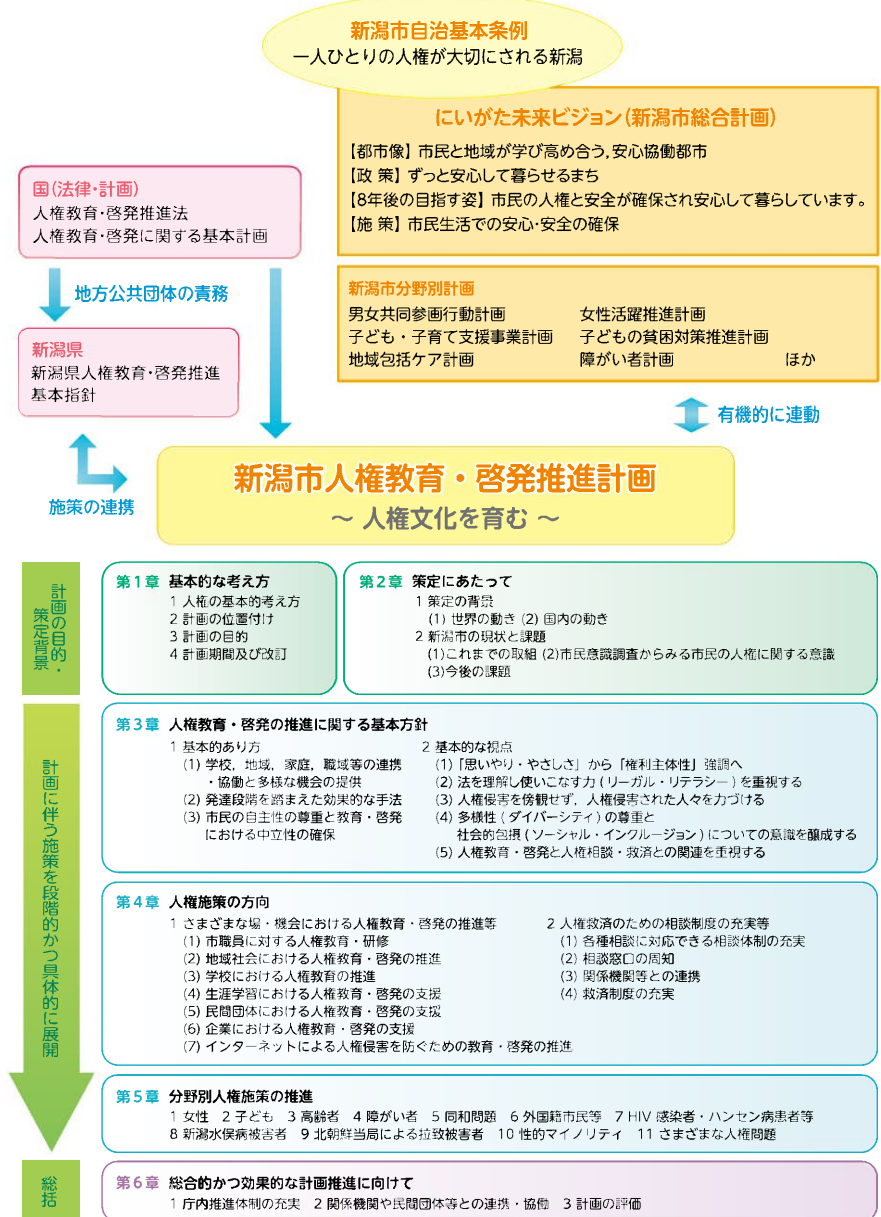 新潟市自治基本条例
一人ひとりの人権が大切にされる新潟
にいがた未来ビジョン(新潟市総合計画)
【都市像】 市民と地域が学び高め合う,安心協働都市
【政 策】 ずっと安心して暮らせるまち
【8年後の目指す姿】 市民の人権と安全が確保され安心して暮らしています。
【施 策】 市民生活での安心・安全の確保
国(法律・計画)
人権教育・啓発推進法
人権教育・啓発に関する基本計画
地方公共団体の責務
新潟市分野別計画
男女共同参画行動計画 女性活躍推進計画
子ども・子育て支援事業計画 子どもの貧困対策推進計画
地域包括ケア計画 障がい者計画 ほか
新潟県
新潟県人権教育・啓発推進
基本指針
有機的に連動
施策の連携
新潟市人権教育・啓発推進計画
~ 人権文化を育む ~
計画の目的・
策定背景
第1章 基本的な考え方
1 人権の基本的考え方
2 計画の位置付け
3 計画の目的
4 計画期間及び改訂
第2章 策定にあたって
1 策定の背景
(1) 世界の動き (2) 国内の動き
2 新潟市の現状と課題
(1)これまでの取組 (2)市民意識調査からみる市民の人権に関する意識
(3)今後の課題
計画に伴う施策を段階的かつ具体的に展開
第3章 人権教育・啓発の推進に関する基本方針
1 基本的あり方
(1) 学校,地域,家庭,職域等の連携
・協働と多様な機会の提供
(2) 発達段階を踏まえた効果的な手法
(3) 市民の自主性の尊重と教育・啓発
における中立性の確保
2 基本的な視点
(1)「思いやり・やさしさ」から「権利主体性」強調へ
(2) 法を理解し使いこなす力 ( リーガル・リテラシー ) を重視する
(3) 人権侵害を傍観せず,人権侵害された人々を力づける
(4) 多様性 ( ダイバーシティ ) の尊重と
社会的包摂 ( ソーシャル・インクルージョン ) についての意識を醸成する
(5) 人権教育・啓発と人権相談・救済との関連を重視する
第4章 人権施策の方向
1 さまざまな場・機会における人権教育・啓発の推進等
(1) 市職員に対する人権教育・研修
(2) 地域社会における人権教育・啓発の推進
(3) 学校における人権教育の推進
(4) 生涯学習における人権教育・啓発の支援
(5) 民間団体における人権教育・啓発の支援
(6) 企業における人権教育・啓発の支援
(7) インターネットによる人権侵害を防ぐための教育・啓発の推進
2 人権救済のための相談制度の充実等
(1) 各種相談に対応できる相談体制の充実
(2) 相談窓口の周知
(3) 関係機関等との連携
(4) 救済制度の充実
第5章 分野別人権施策の推進
1 女性 2 子ども 3 高齢者 4 障がい者 5 同和問題 6 外国籍市民等 7 HIV 感染者・ハンセン病患者等
8 新潟水俣病被害者 9 北朝鮮当局による拉致被害者 10 性的マイノリティ 11 さまざまな人権問題
総括
第6章 総合的かつ効果的な計画推進に向けて
1 庁内推進体制の充実 2 関係機関や民間団体等との連携・協働 3 計画の評価